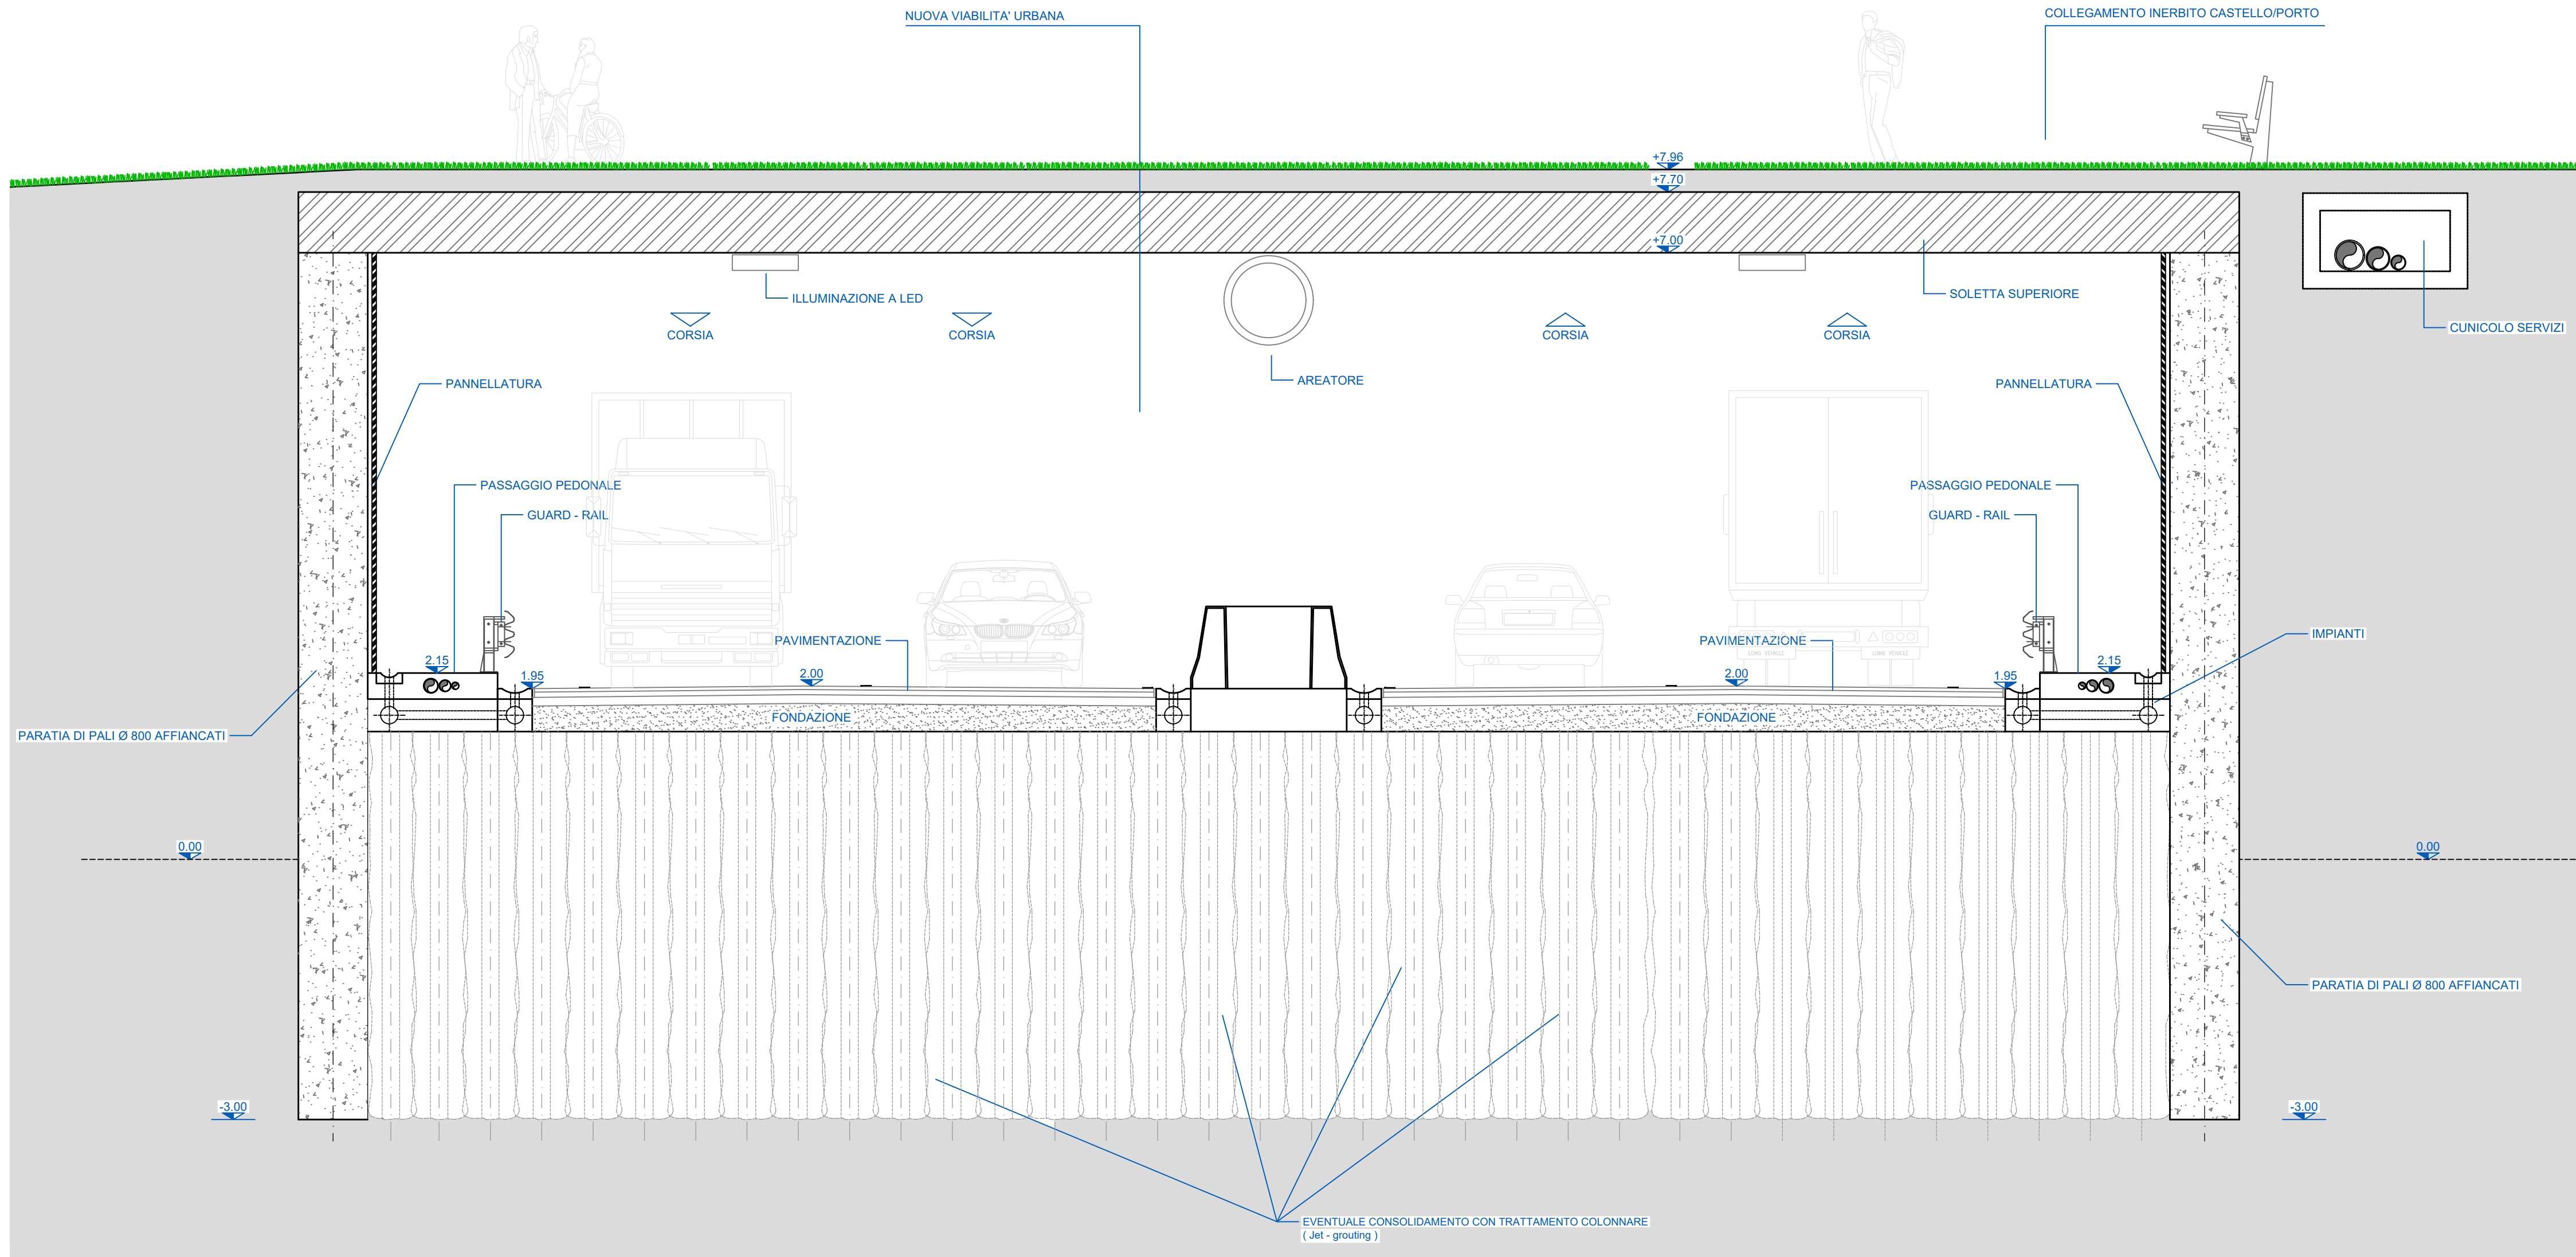 NUOVA VIABILITA' URBANA
COLLEGAMENTO INERBITO CASTELLO/PORTO
+7.96
+7.70
+7.00
ILLUMINAZIONE A LED
SOLETTA SUPERIORE
CORSIA
CORSIA
CORSIA
CORSIA
CUNICOLO SERVIZI
AREATORE
PANNELLATURA
PANNELLATURA
PASSAGGIO PEDONALE
PASSAGGIO PEDONALE
GUARD - RAIL
GUARD - RAIL
PAVIMENTAZIONE
PAVIMENTAZIONE
IMPIANTI
LONG VEHICLE
LONG VEHICLE
2.15
2.15
1.95
2.00
2.00
1.95
FONDAZIONE
FONDAZIONE
PARATIA DI PALI Ø 800 AFFIANCATI
0.00
0.00
PARATIA DI PALI Ø 800 AFFIANCATI
-3.00
-3.00
EVENTUALE CONSOLIDAMENTO CON TRATTAMENTO COLONNARE
( Jet - grouting )